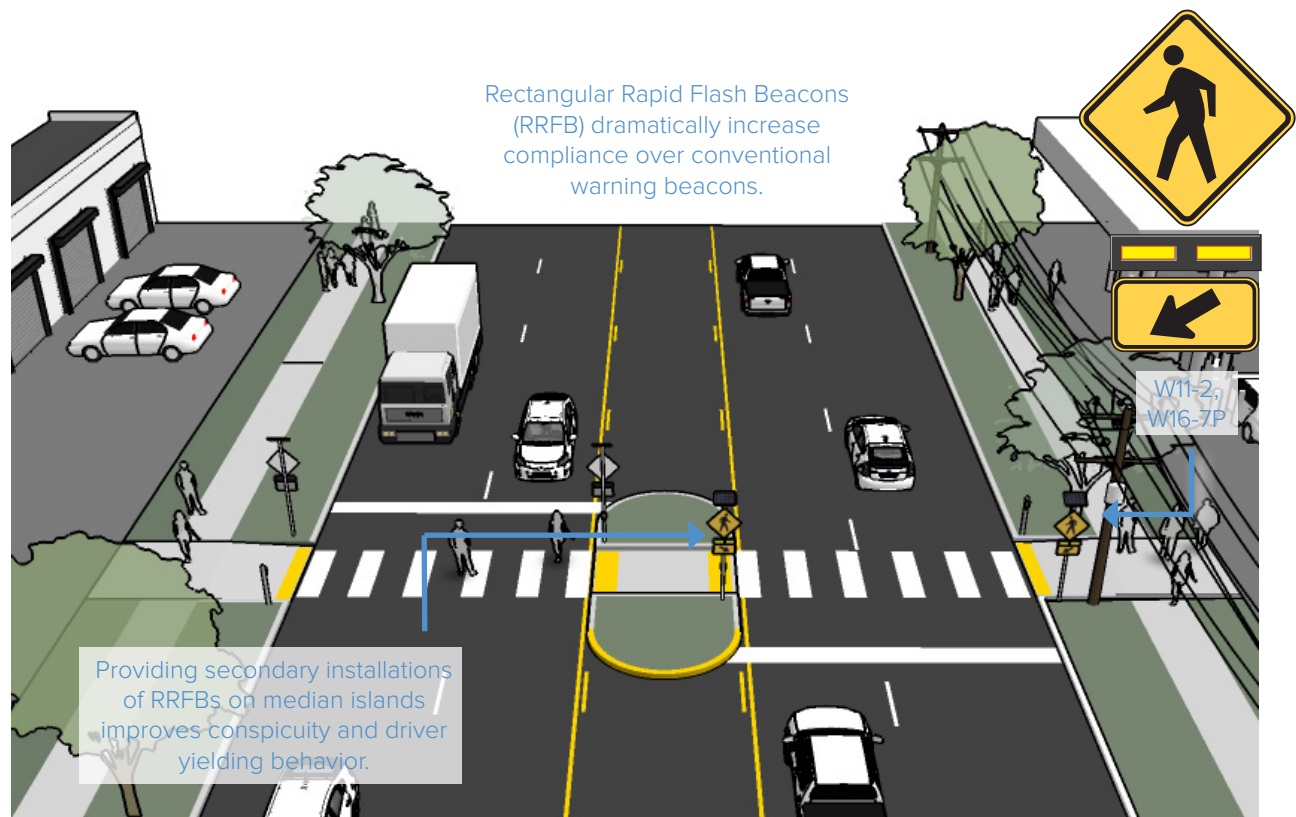 Rectangular Rapid Flash Beacons
(RRFB) dramatically increase
compliance over conventional
warning beacons.
W11-2,
W16-7P
Providing secondary installations
of RRFBs on median islands
improves conspicuity and driver
yielding behavior.